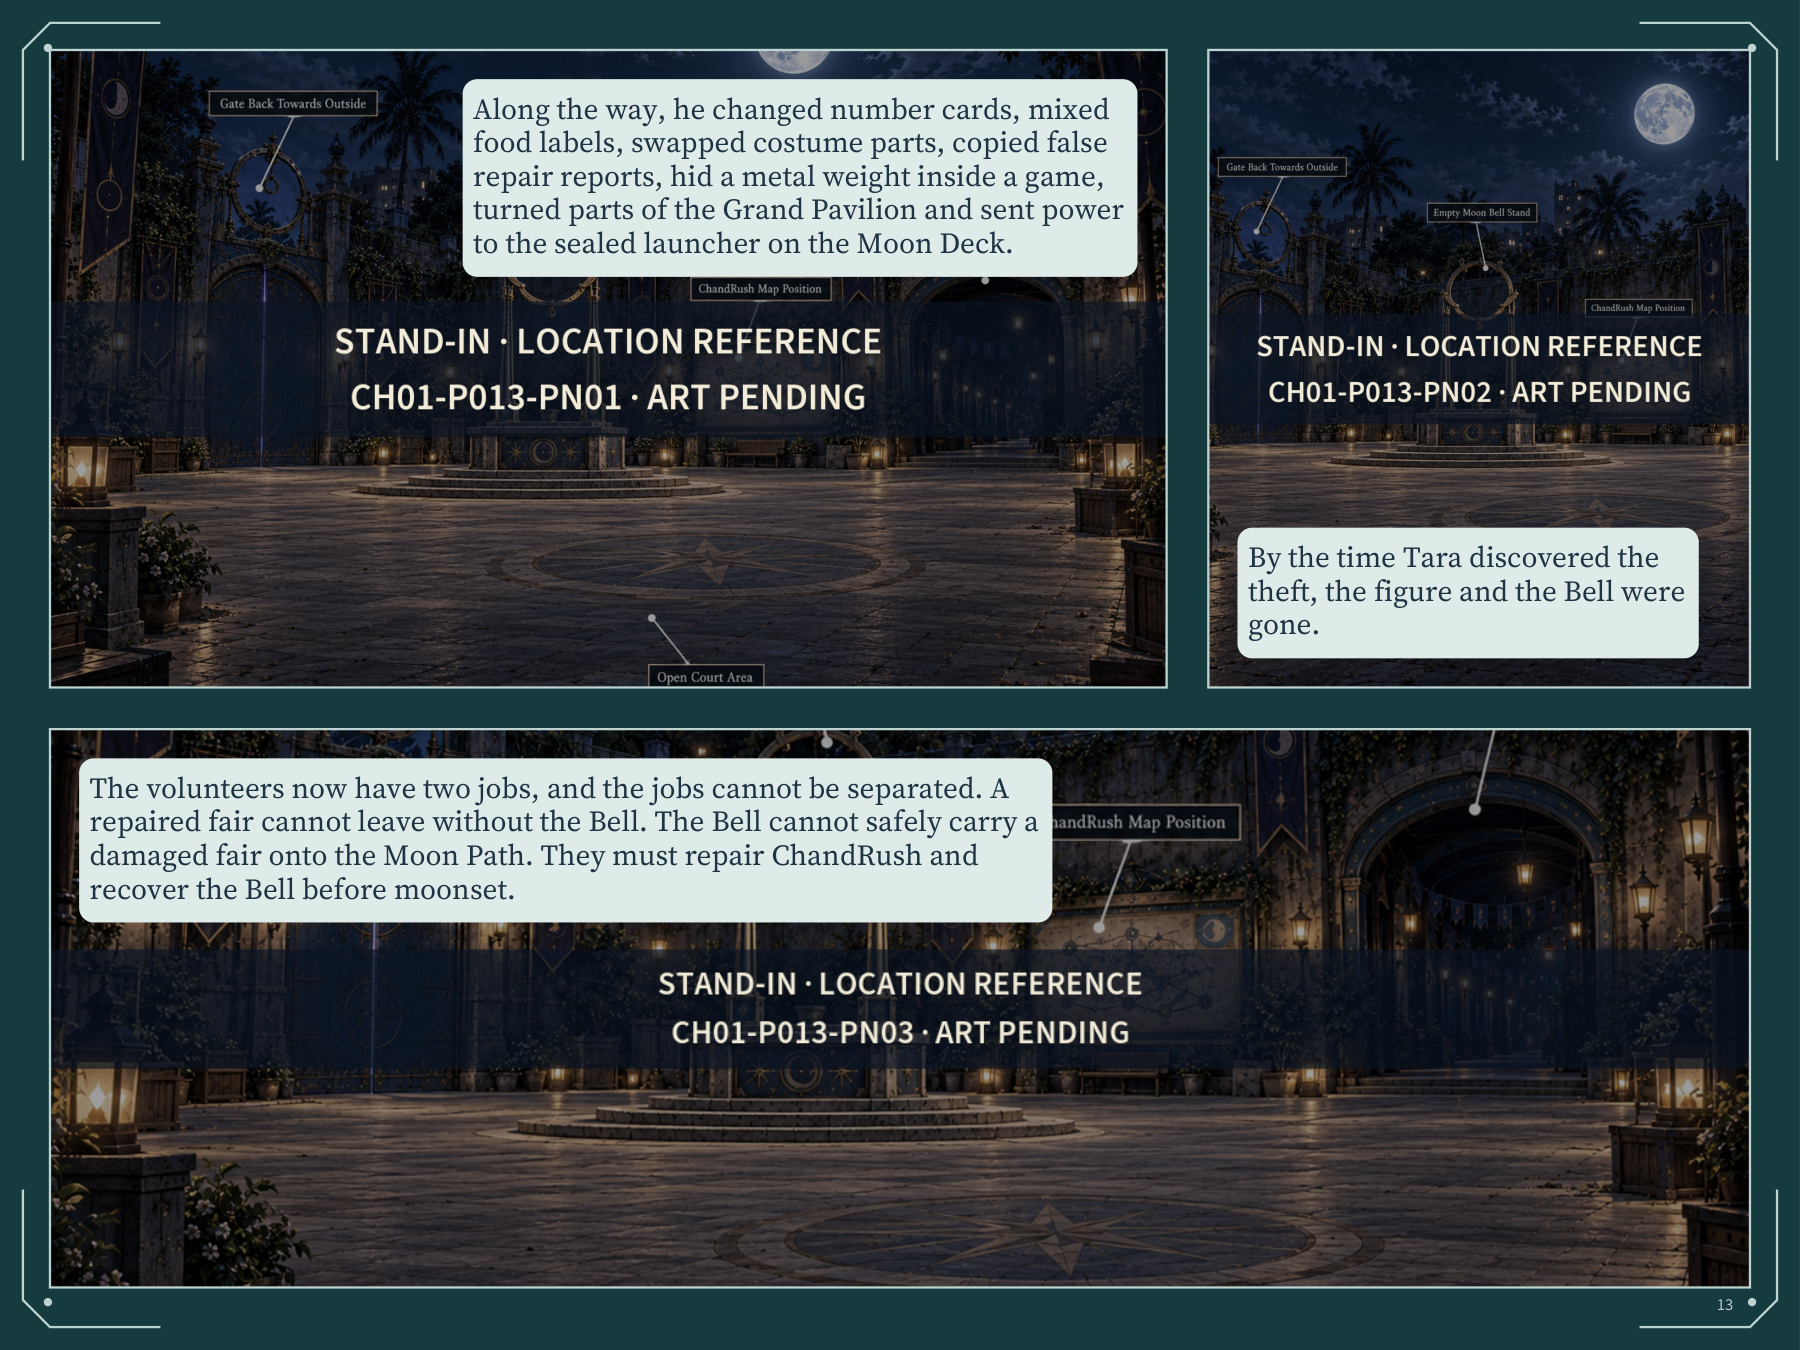 Gate Back Towards Outside
Along the way, he changed number cards, mixed
food labels, swapped costume parts, copied false
repair reports, hid a metal weight inside a game,
turned parts of the Grand Pavilion and sent power
to the sealed launcher on the Moon Deck.
ChandRush Map Position
STAND-IN · LOCATION REFERENCE
CH01-P013-PN01 · ART PENDING
Open Court Area
Gate Back Towards Outside
Empty Moon Bell Stand
ChandRush Map Position
STAND-IN · LOCATION REFERENCE
CH01-P013-PN02 · ART PENDING
By the time Tara discovered the
theft, the figure and the Bell were
gone.
The volunteers now have two jobs, and the jobs cannot be separated. A
repaired fair cannot leave without the Bell. The Bell cannot safely carry a
damaged fair onto the Moon Path. They must repair ChandRush and
recover the Bell before moonset.
handRush Map Position
STAND-IN · LOCATION REFERENCE
CH01-P013-PN03 · ART PENDING
13